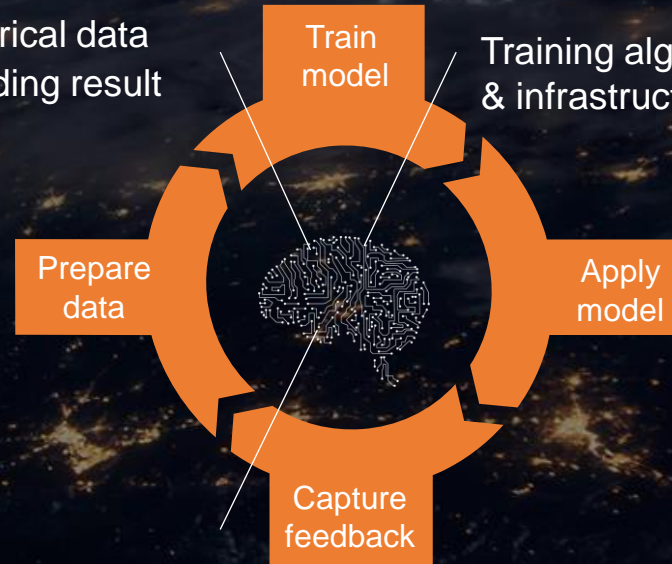 Train
model
rical data
ding result
Training alg
& infrastruct
Prepare
data
Apply
model
Capture
feedback